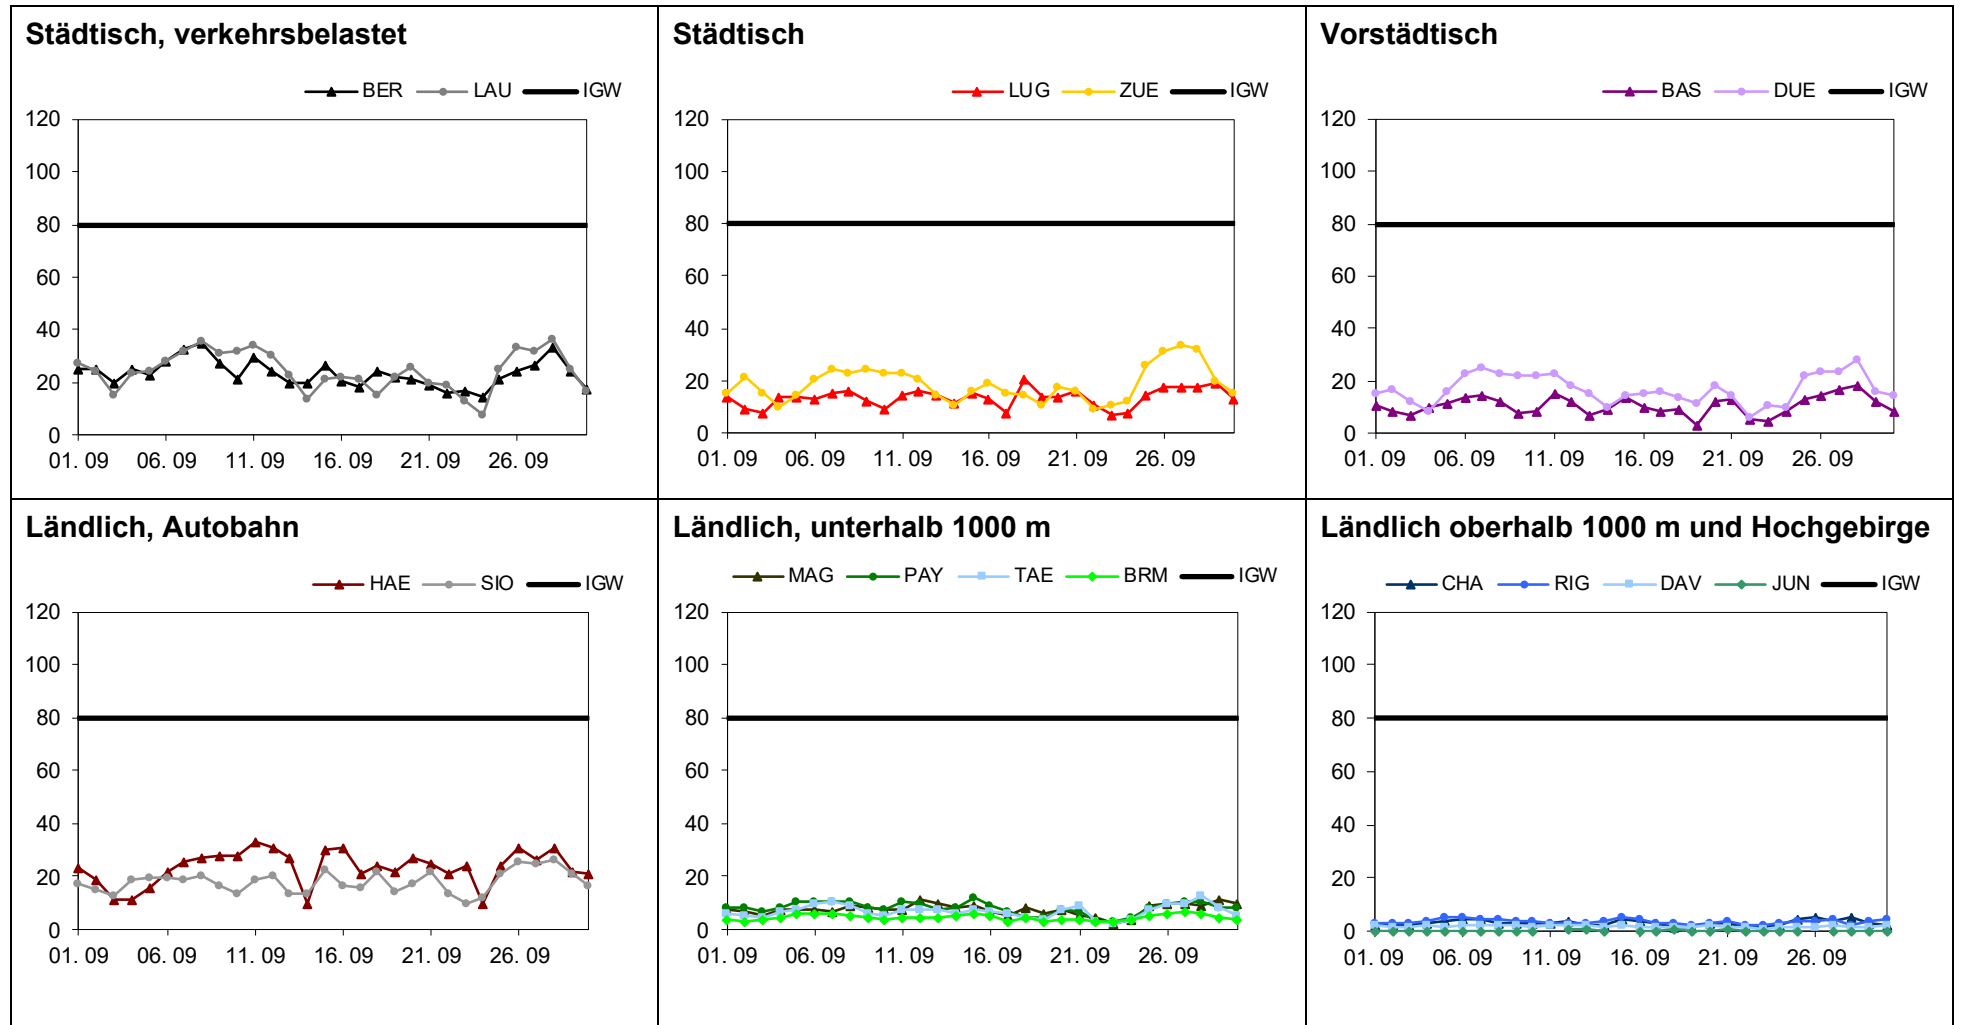 Städtisch, verkehrsbelastet
BER LAU IGW
120
100
80
60
40
20
0
01. 09 06. 09 11. 09 16. 09 21. 09 26. 09
Städtisch
LUG ZUE IGW
120
100
80
60
40
20
0
01. 09 06. 09 11. 09 16. 09 21. 09 26. 09
Vorstädtisch
BAS DUE IGW
120
100
80
60
40
20
0
01. 09 06. 09 11. 09 16. 09 21. 09 26. 09
Ländlich, Autobahn
HAE SIO IGW
120
100
80
60
40
20
0
01. 09 06. 09 11. 09 16. 09 21. 09 26. 09
Ländlich, unterhalb 1000 m
MAG PAY TAE BRM IGW
120
100
80
60
40
20
0
01. 09 06. 09 11. 09 16. 09 21. 09 26. 09
Ländlich oberhalb 1000 m und Hochgebirge
CHA RIG DAV JUN IGW
120
100
80
60
40
20
0
01. 09 06. 09 11. 09 16. 09 21. 09 26. 09